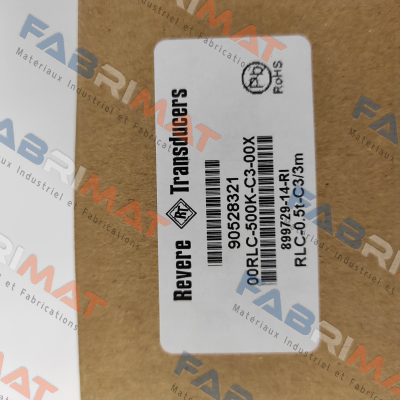 Revere RT Transducers
90528321
00RLC-500K-C3-00X
899729-14-RI
RLC-0.5t-C3/3m
Pb
RoHS
FABRIMAT
Materiaux Industriel et Fabrications